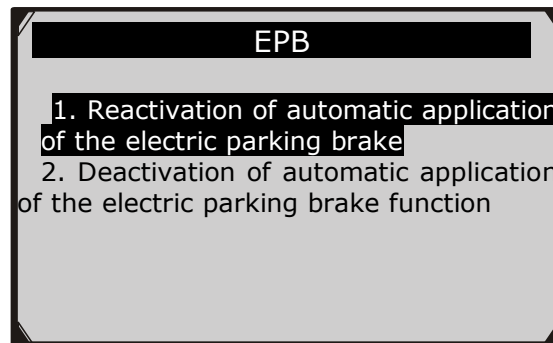 EPB
1. Reactivation of automatic application
of the electric parking brake
2. Deactivation of automatic application
of the electric parking brake function